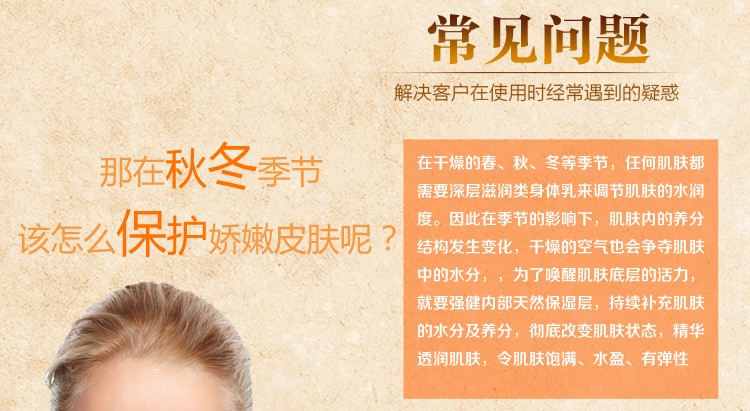 常见问题
解决客户在使用时经常遇到的疑惑
那在秋冬季节
该怎么保护娇嫩皮肤呢？
在干燥的春、秋、冬等季节，任何肌肤都
需要深层滋润类身体乳来调节肌肤的水润
度。因此在季节的影响下，肌肤内的养分
结构发生变化，干燥的空气也会争夺肌肤
中的水分，，为了唤醒肌肤底层的活力，
就要强健内部天然保湿层，持续补充肌肤
的水分及养分，彻底改变肌肤状态，精华
透润肌肤，令肌肤饱满、水盈、有弹性